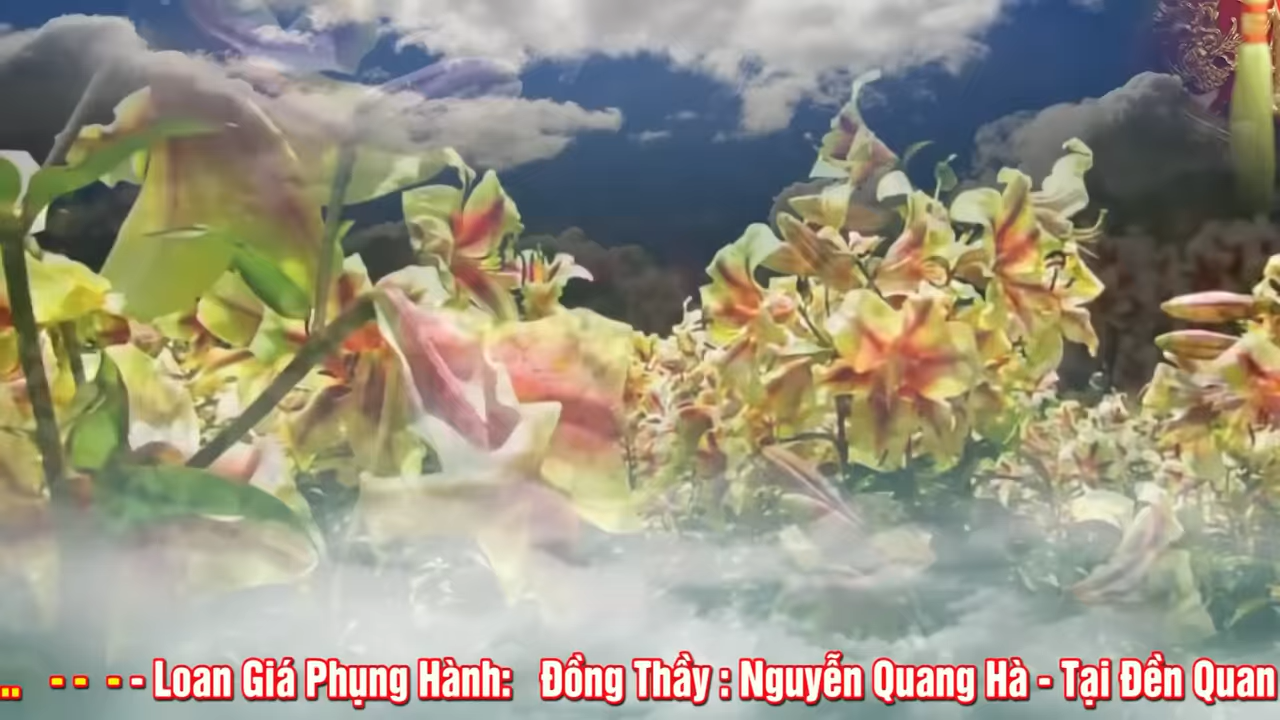 .. - - - - Loan Giá Phụng Hành: Đồng Thầy : Nguyễn Quang Hà - Tại Đền Quan